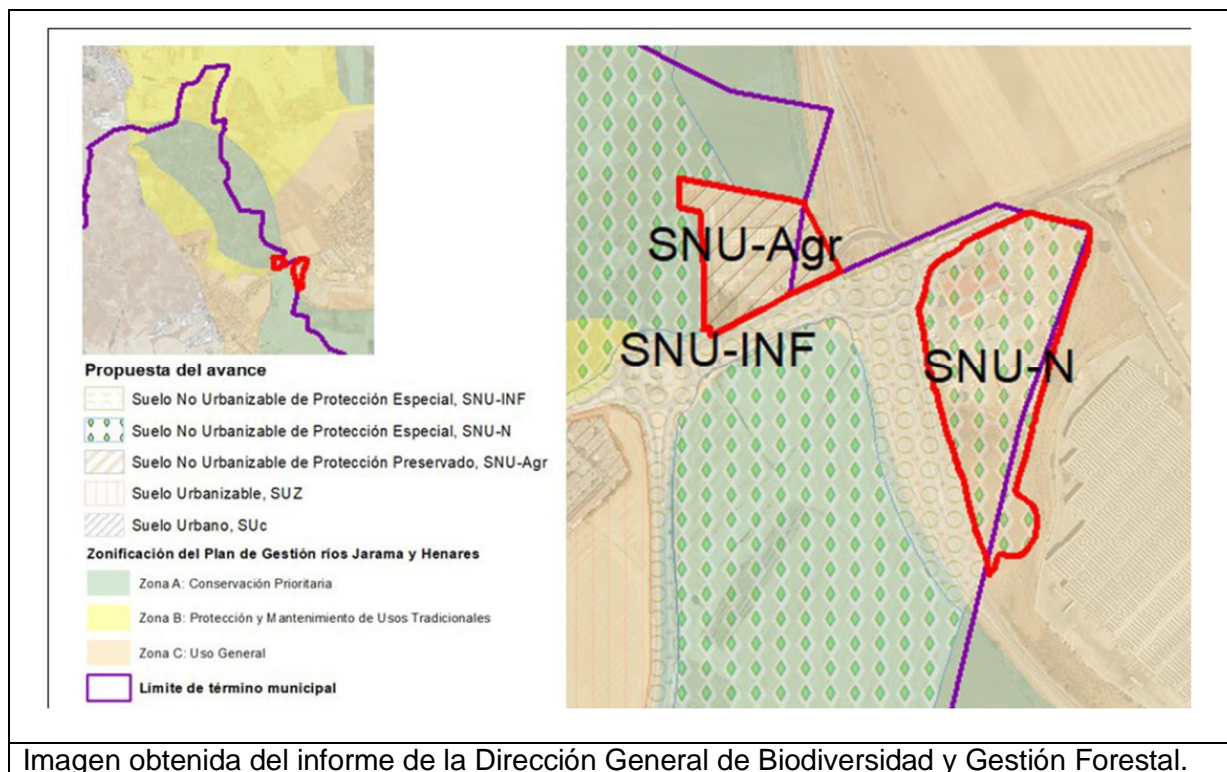 SNU-Agr
SNU-INF
SNU-N
Propuesta del avance
Suelo No Urbanizable de Protección Especial, SNU-INF
Suelo No Urbanizable de Protección Especial, SNU-N
Suelo No Urbanizable de Protección Preservado, SNU-Agr
Suelo Urbanizable, SUZ
Suelo Urbano, SUc
Zonificación del Plan de Gestión ríos Jarama y Henares
Zona A: Conservación Prioritaria
Zona B: Protección y Mantenimiento de Usos Tradicionales
Zona C: Uso General
Límite de término municipal
Imagen obtenida del informe de la Dirección General de Biodiversidad y Gestión Forestal.